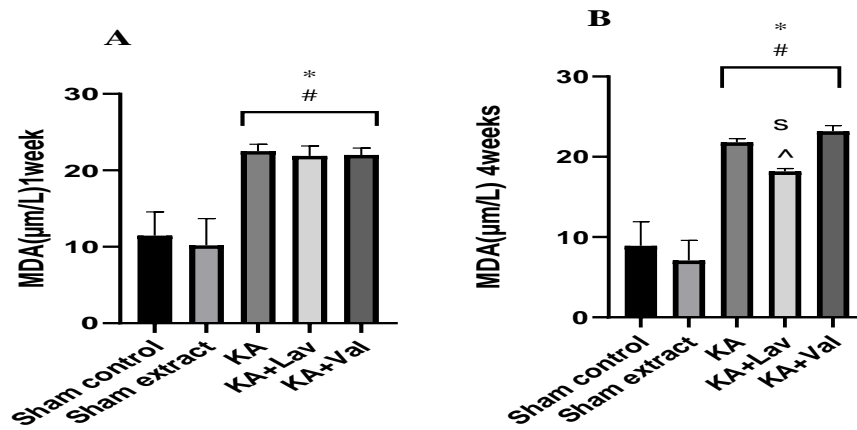 A
*
#
MDA(µm/L)1week
30
20
10
0
Sham control
Sham extract
KA
KA+Lav
KA+Val
B
*
#
S
^
MDA(µm/L) 4weeks
30
20
10
0
Sham control
Sham extract
KA
KA+Lav
KA+Val